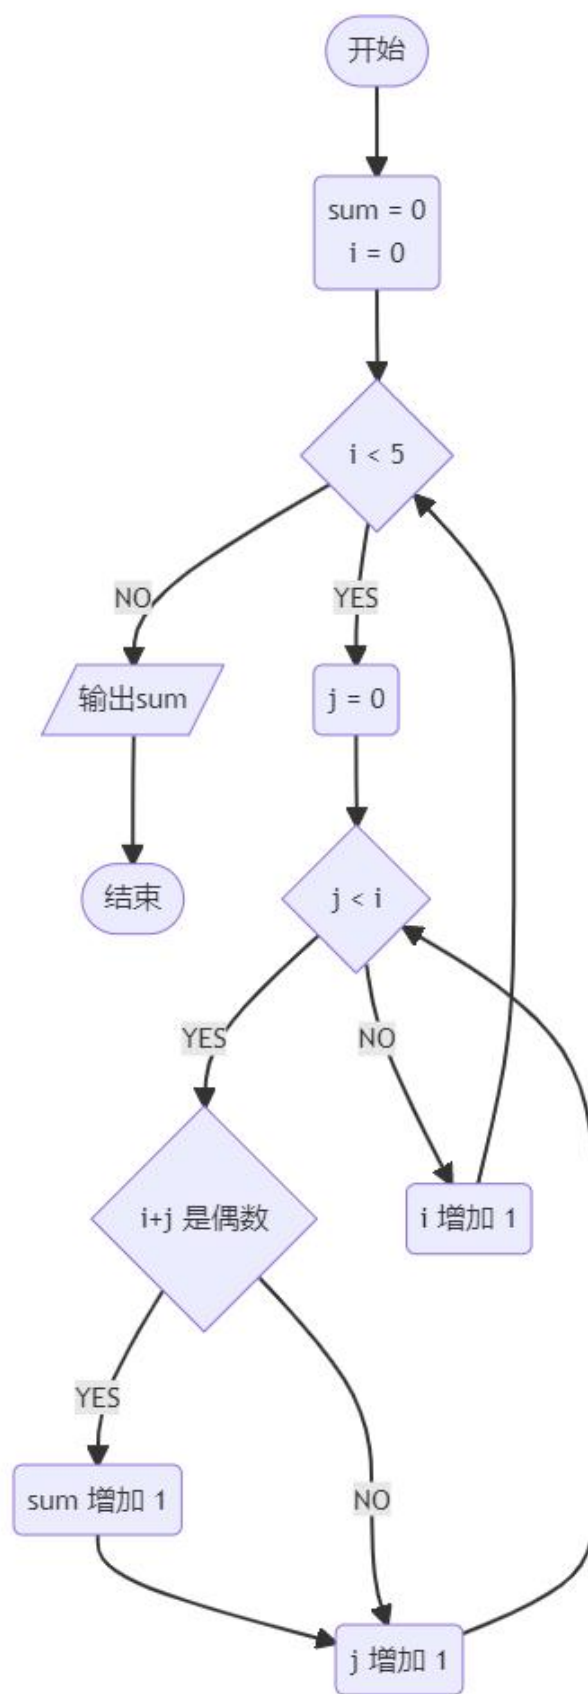 开始
sum = 0
i = 0
i < 5
NO
YES
输出sum
j = 0
结束
j < i
YES
NO
i+j 是偶数
i 增加 1
YES
sum 增加 1
NO
j 增加 1